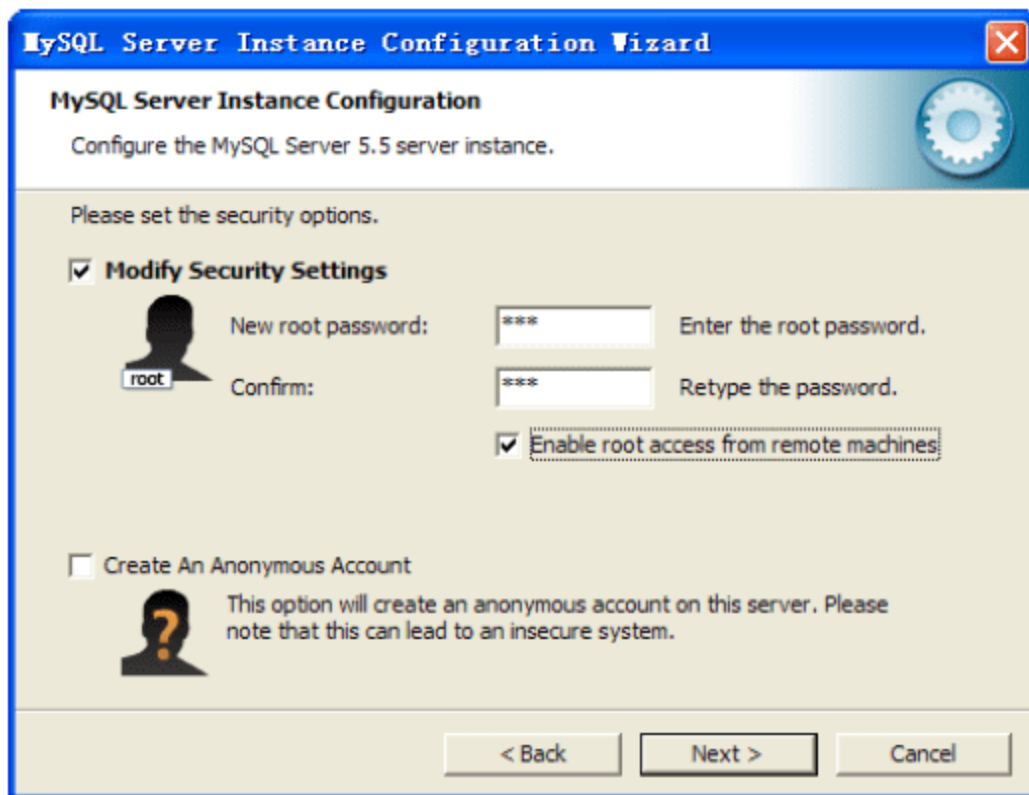 MySQL Server Instance Configuration Wizard
MySQL Server Instance Configuration
Configure the MySQL Server 5.5 server instance.
Please set the security options.
Modify Security Settings
root
New root password: *** Enter the root password.
Confirm: *** Retype the password.
Enable root access from remote machines
Create An Anonymous Account
?
This option will create an anonymous account on this server. Please
note that this can lead to an insecure system.
< Back Next > Cancel